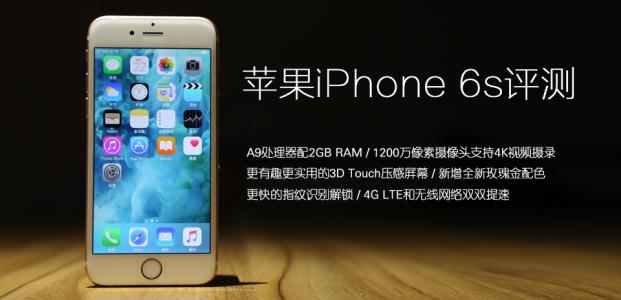 苹果iPhone 6s评测
A9处理器配2GB RAM / 1200万像素摄像头支持4K视频摄录
更有趣更实用的3D Touch压感屏幕 / 新增全新玫瑰金配色
更快的指纹识别解锁 / 4G LTE和无线网络双双提速